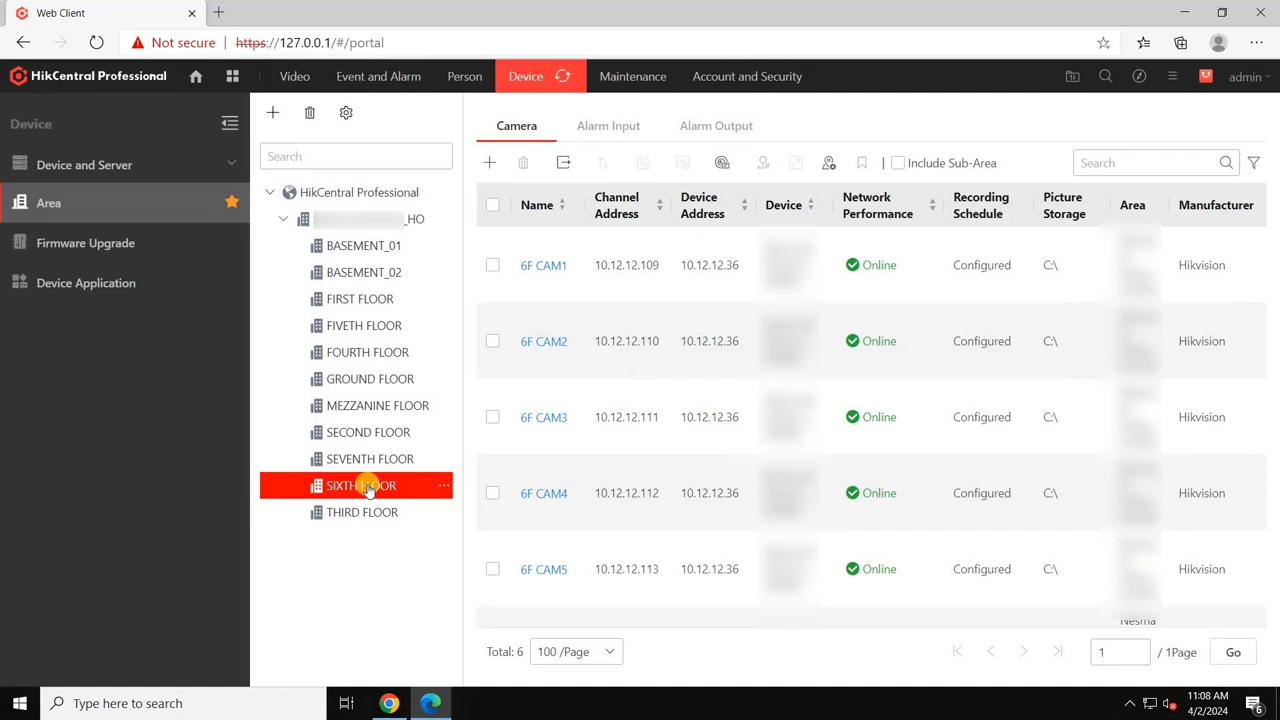 Web Client
Not secure https://127.0.0.1/#/portal
HikCentral Professional Video Event and Alarm Person Device Maintenance Account and Security admin
Device
Device and Server
Area
Firmware Upgrade
Device Application
Search
HikCentral Professional
_HO
BASEMENT_01
BASEMENT_02
FIRST FLOOR
FIVETH FLOOR
FOURTH FLOOR
GROUND FLOOR
MEZZANINE FLOOR
SECOND FLOOR
SEVENTH FLOOR
SIXTH FLOOR
THIRD FLOOR
Camera Alarm Input Alarm Output
Include Sub-Area Search
Name Channel Address Device Address Device Network Performance Recording Schedule Picture Storage Area Manufacturer
6F CAM1 10.12.12.109 10.12.12.36 Online Configured C:\ Hikvision
6F CAM2 10.12.12.110 10.12.12.36 Online Configured C:\ Hikvision
6F CAM3 10.12.12.111 10.12.12.36 Online Configured C:\ Hikvision
6F CAM4 10.12.12.112 10.12.12.36 Online Configured C:\ Hikvision
6F CAM5 10.12.12.113 10.12.12.36 Online Configured C:\ Hikvision
Nesma
Total: 6 100 /Page 1 / 1Page Go
Type here to search
11:08 AM
4/2/2024
6